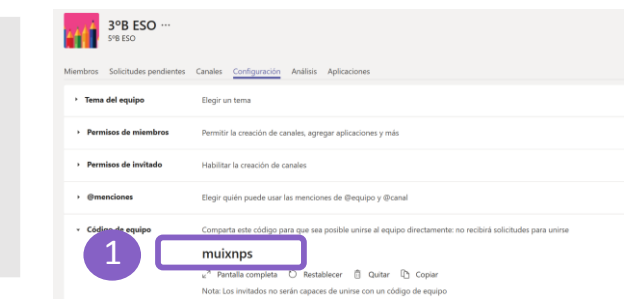 3ºB ESO ...
5ºB ESO
Miembros Solicitudes pendientes Canales Configuración Análisis Aplicaciones
Tema del equipo Elegir un tema
Permisos de miembros Permitir la creación de canales, agregar aplicaciones y más
Permisos de invitado Habilitar la creación de canales
@menciones Elegir quién puede usar las menciones de @equipo y @canal
Código de equipo Comparta este código para que sea posible unirse al equipo directamente: no recibirá solicitudes para unirse
1 muixnps
Pantalla completa Restablecer Quitar Copiar
Nota: Los invitados no serán capaces de unirse con un código de equipo